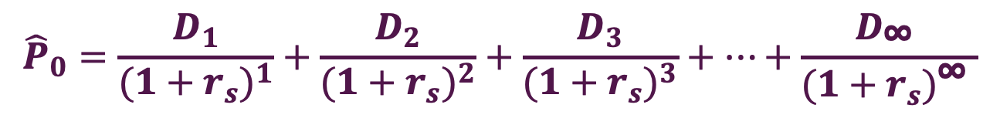 P̂₀ = D₁/(1 + rₛ)¹ + D₂/(1 + rₛ)² + D₃/(1 + rₛ)³ + ⋯ + D∞/(1 + rₛ)^∞